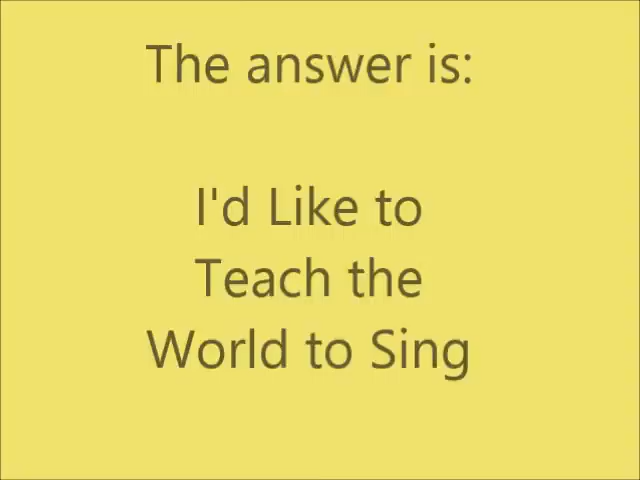 The answer is:
I'd Like to
Teach the
World to Sing